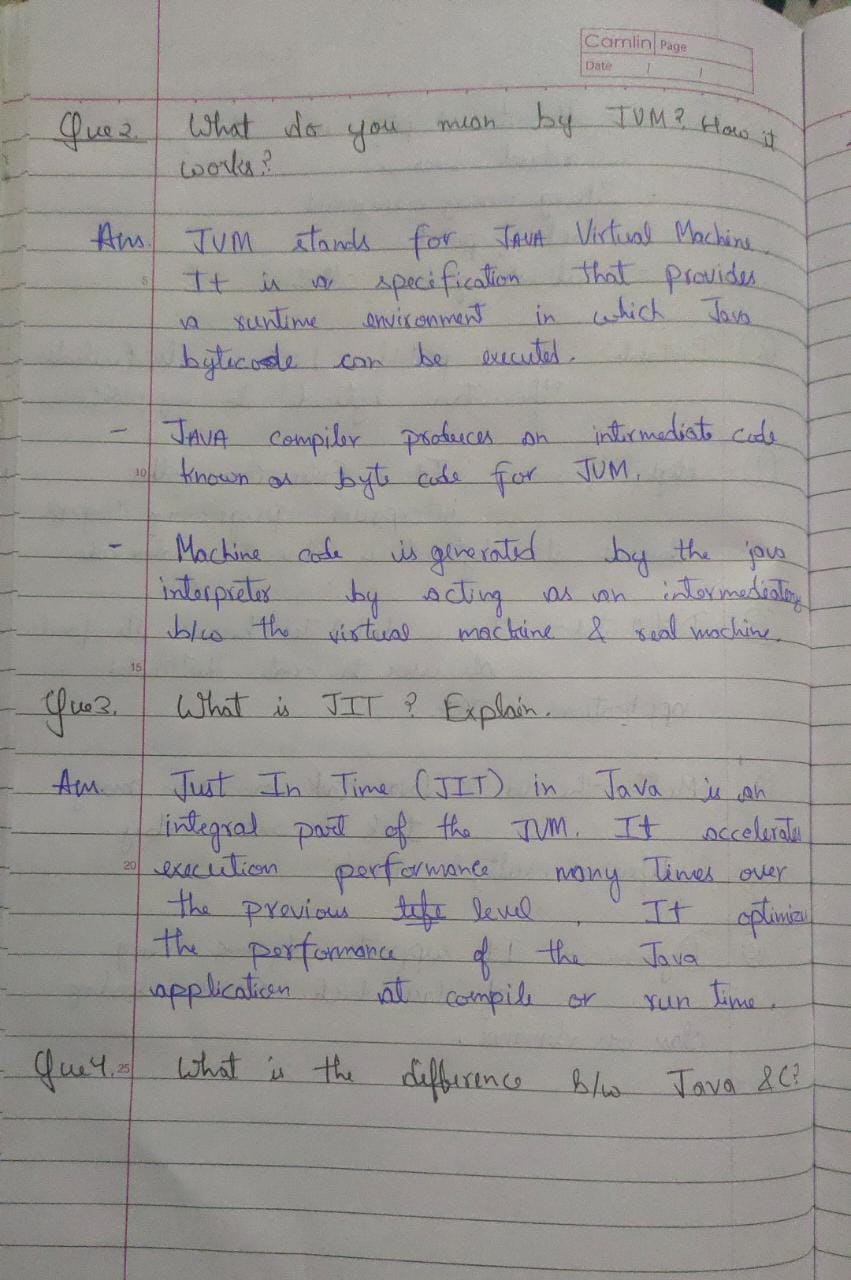 Camlin Page
Date / /
Que 2. What do you mean by JVM? How it
works?
Ans. JVM stands for JAVA Virtual Machine.
5 It is a specification that provides
a runtime environment in which Java
bytecode can be executed.
- JAVA compiler produces an intermediate code
10 known as byte code for JVM.
- Machine code is generated by the java
interpreter by acting as an intermediatory
b/w the virtual machine & real machine.
15
Que3. What is JIT ? Explain.
Ans. Just In Time (JIT) in Java is an
integral part of the JVM. It accelerates
20 execution performance many times over
the previous level. It optimize
the performance of the Java
application at compile or run time.
Que4. 25 What is the difference b/w Java & C?